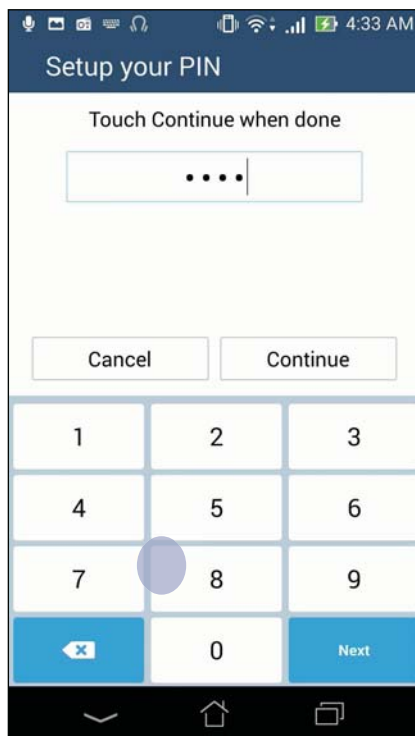 4:33 AM
Setup your PIN
Touch Continue when done
••••
Cancel Continue
1 2 3
4 5 6
7 8 9
0 Next